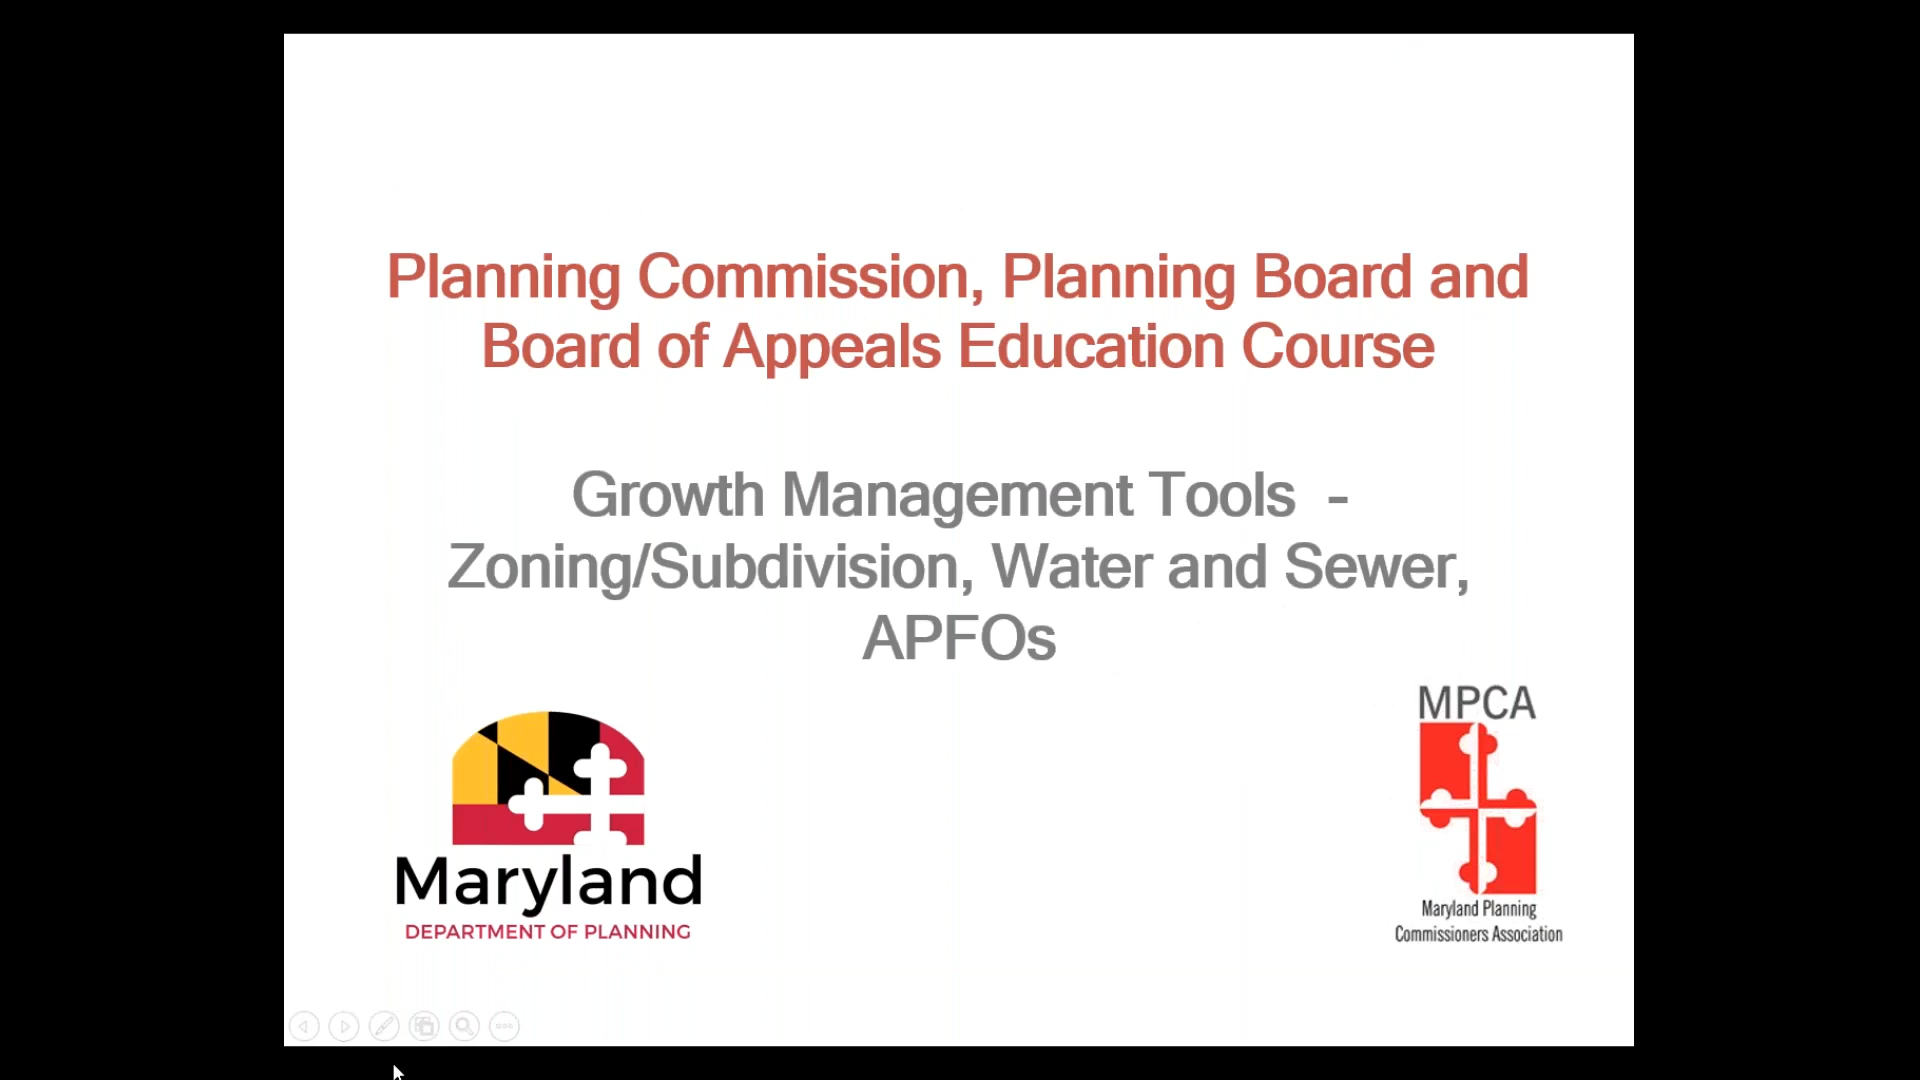 Planning Commission, Planning Board and
Board of Appeals Education Course
Growth Management Tools -
Zoning/Subdivision, Water and Sewer,
APFOs
Maryland
DEPARTMENT OF PLANNING
MPCA
Maryland Planning
Commissioners Association